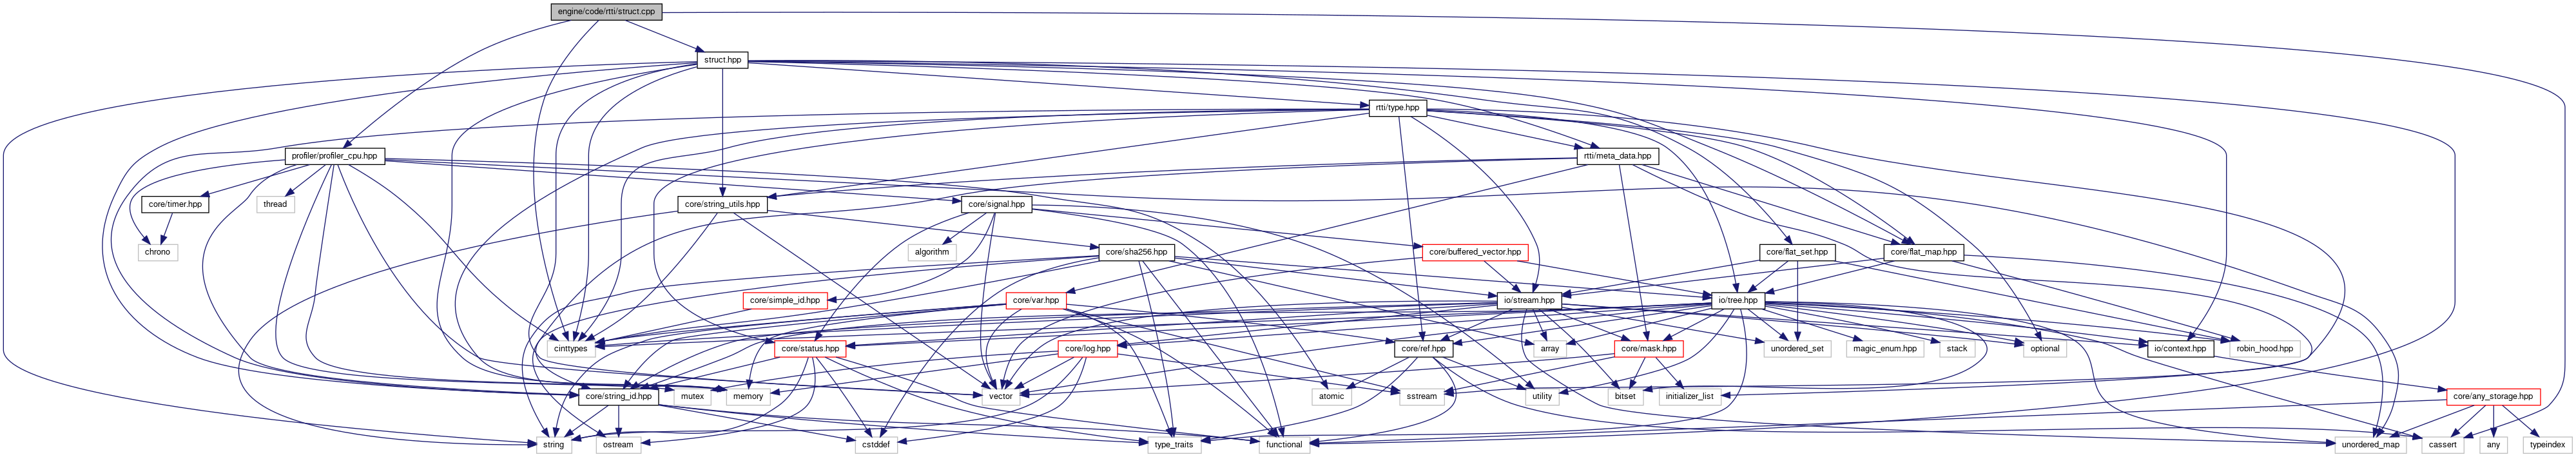 engine/code/rtti/struct.cpp
struct.hpp
rtti/type.hpp
profiler/profiler_cpu.hpp
rtti/meta_data.hpp
core/timer.hpp
thread
core/string_utils.hpp
core/signal.hpp
chrono
algorithm
core/sha256.hpp
core/buffered_vector.hpp
core/flat_set.hpp
core/flat_map.hpp
core/simple_id.hpp
core/var.hpp
io/stream.hpp
io/tree.hpp
cinttypes
core/status.hpp
core/log.hpp
core/ref.hpp
array
core/mask.hpp
unordered_set
magic_enum.hpp
stack
optional
io/context.hpp
robin_hood.hpp
core/string_id.hpp
mutex
memory
vector
atomic
sstream
utility
bitset
initializer_list
core/any_storage.hpp
string
ostream
cstddef
type_traits
functional
unordered_map
cassert
any
typeindex